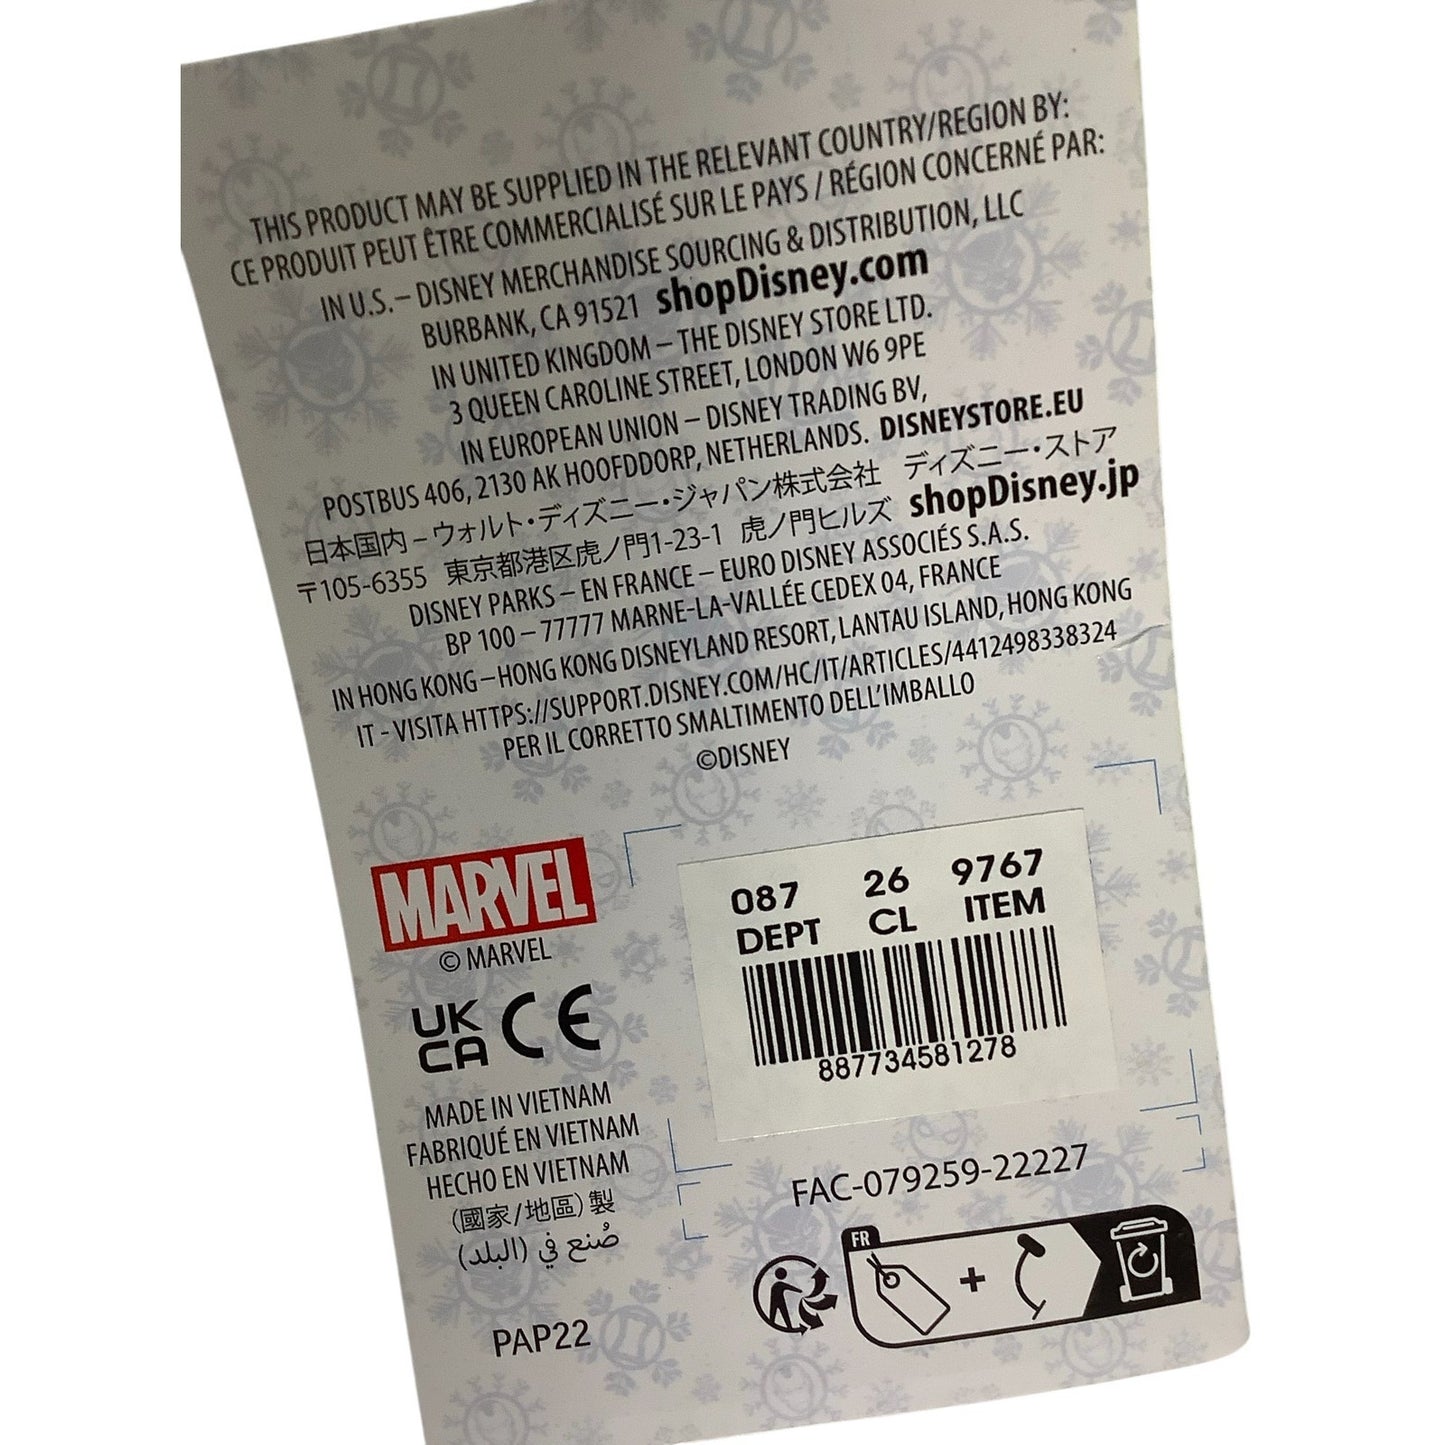 THIS PRODUCT MAY BE SUPPLIED IN THE RELEVANT COUNTRY/REGION BY:
CE PRODUIT PEUT ÊTRE COMMERCIALISÉ SUR LE PAYS / RÉGION CONCERNÉ PAR:
IN U.S. – DISNEY MERCHANDISE SOURCING & DISTRIBUTION, LLC
BURBANK, CA 91521 shopDisney.com
IN UNITED KINGDOM – THE DISNEY STORE LTD.
3 QUEEN CAROLINE STREET, LONDON W6 9PE
IN EUROPEAN UNION – DISNEY TRADING BV,
POSTBUS 406, 2130 AK HOOFDDORP, NETHERLANDS. DISNEYSTORE.EU
日本国内 – ウォルト・ディズニー・ジャパン株式会社 ディズニー・ストア
〒105-6355 東京都港区虎ノ門1-23-1 虎ノ門ヒルズ shopDisney.jp
DISNEY PARKS – EN FRANCE – EURO DISNEY ASSOCIÉS S.A.S.
BP 100 – 77777 MARNE-LA-VALLÉE CEDEX 04, FRANCE
IN HONG KONG – HONG KONG DISNEYLAND RESORT, LANTAU ISLAND, HONG KONG
IT - VISITA HTTPS://SUPPORT.DISNEY.COM/HC/IT/ARTICLES/4412498338324
PER IL CORRETTO SMALTIMENTO DELL'IMBALLO
©DISNEY
MARVEL
© MARVEL
UK
CA CE
MADE IN VIETNAM
FABRIQUÉ EN VIETNAM
HECHO EN VIETNAM
(國家/地區) 製
صُنع في (البلد)
PAP22
087 26 9767
DEPT CL ITEM
887734581278
FAC-079259-22227
FR
+